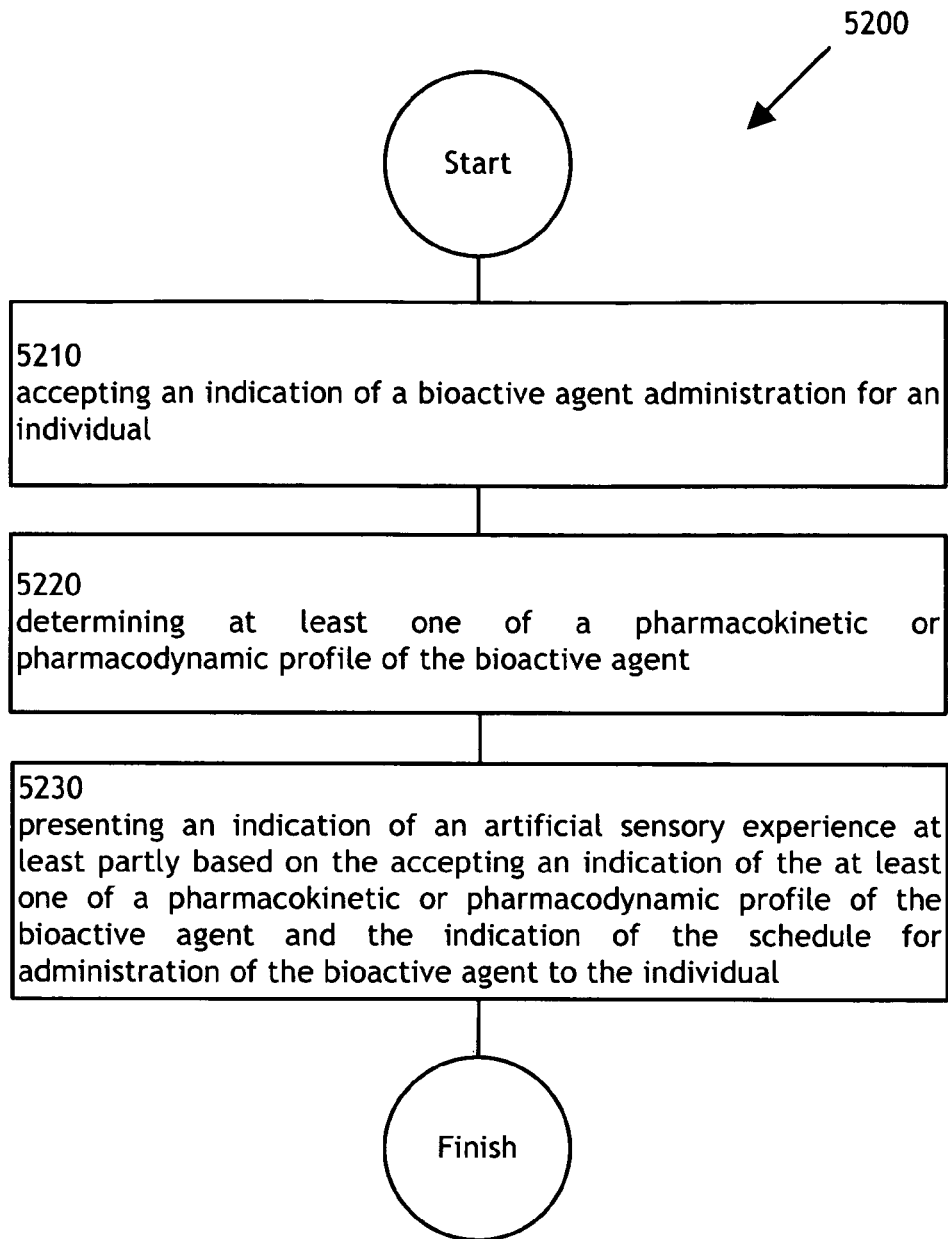 5200
Start
5210
accepting an indication of a bioactive agent administration for an
individual
5220
determining at least one of a pharmacokinetic or
pharmacodynamic profile of the bioactive agent
5230
presenting an indication of an artificial sensory experience at
least partly based on the accepting an indication of the at least
one of a pharmacokinetic or pharmacodynamic profile of the
bioactive agent and the indication of the schedule for
administration of the bioactive agent to the individual
Finish